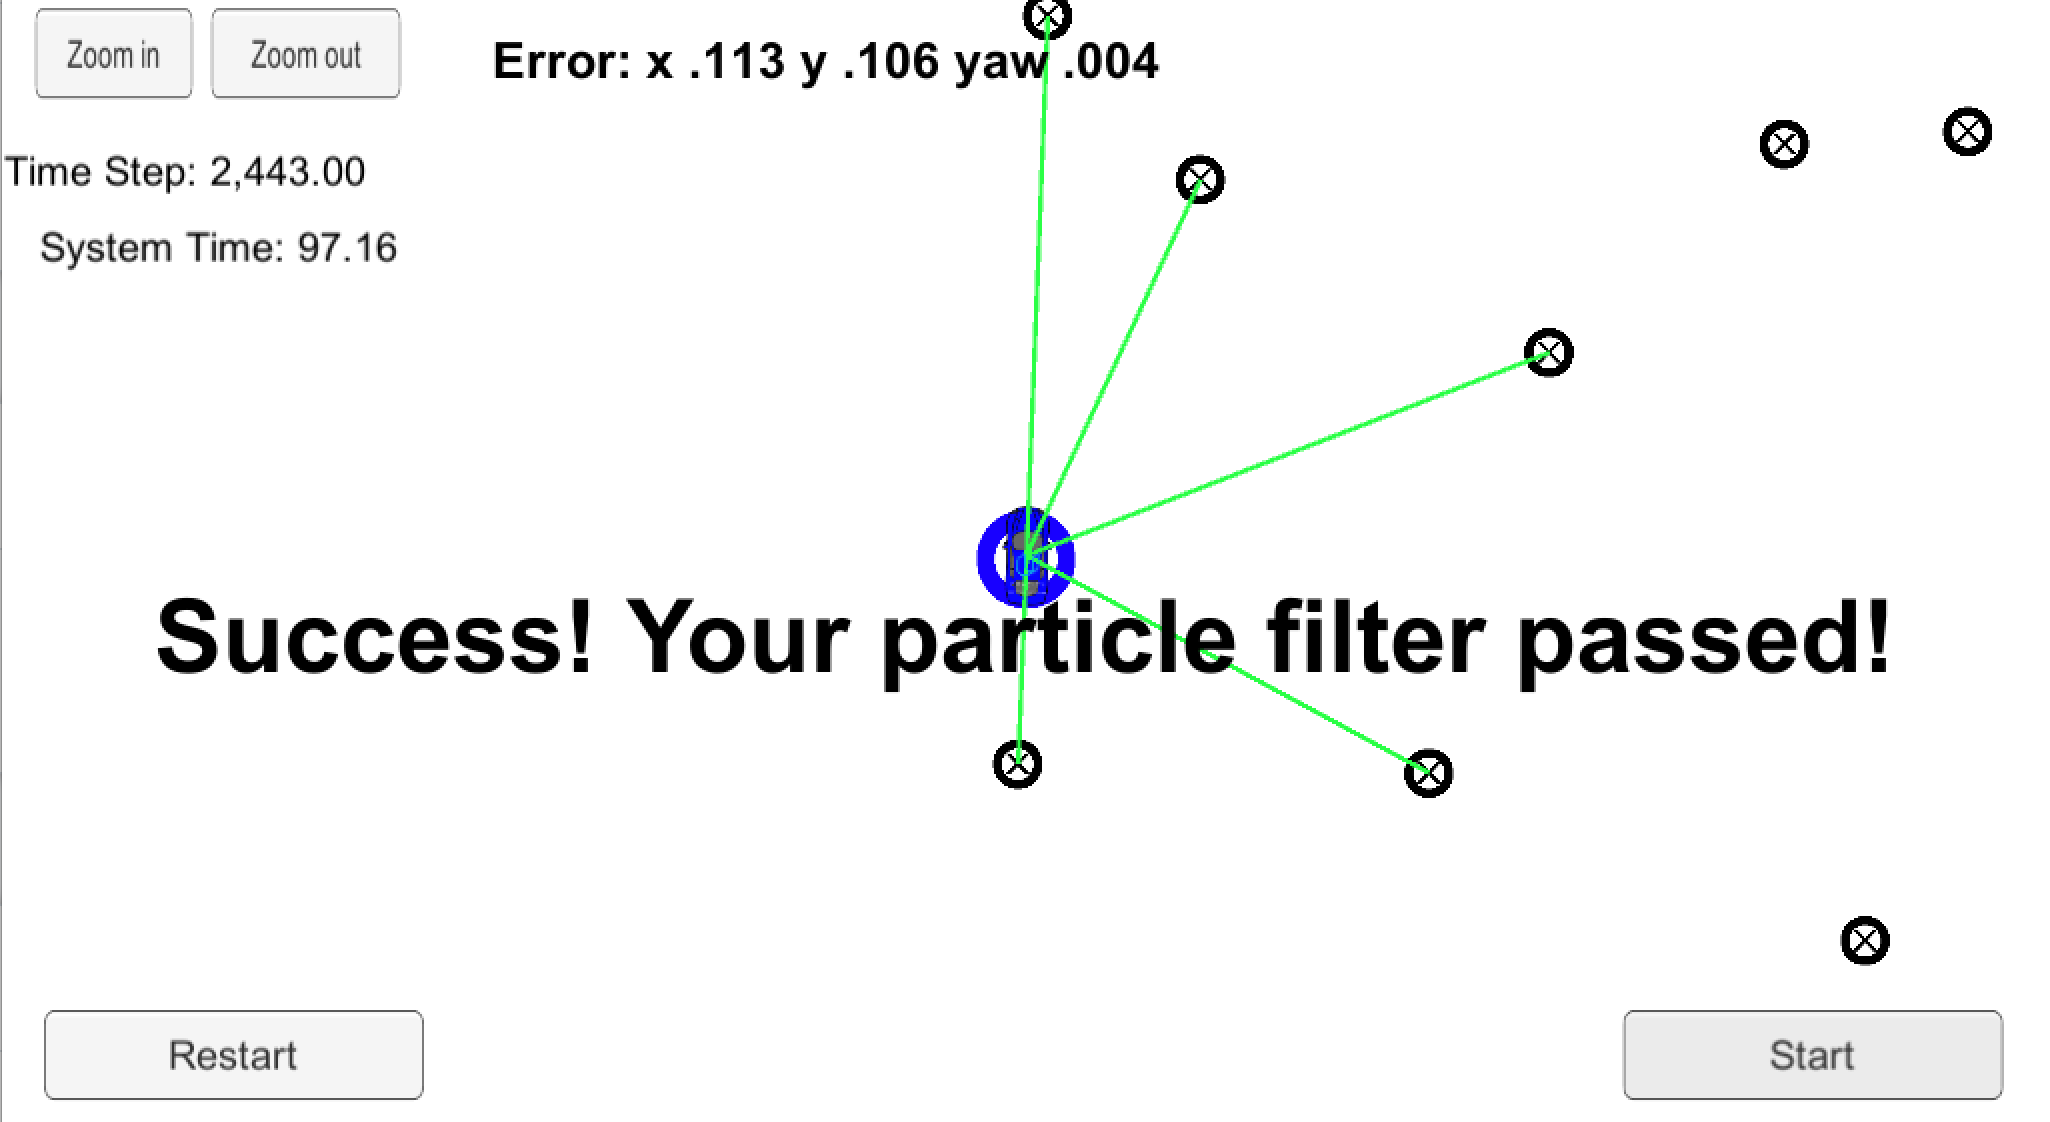 Zoom in
Zoom out
Error: x .113 y .106 yaw .004
Time Step: 2,443.00
System Time: 97.16
Success! Your particle filter passed!
Restart
Start